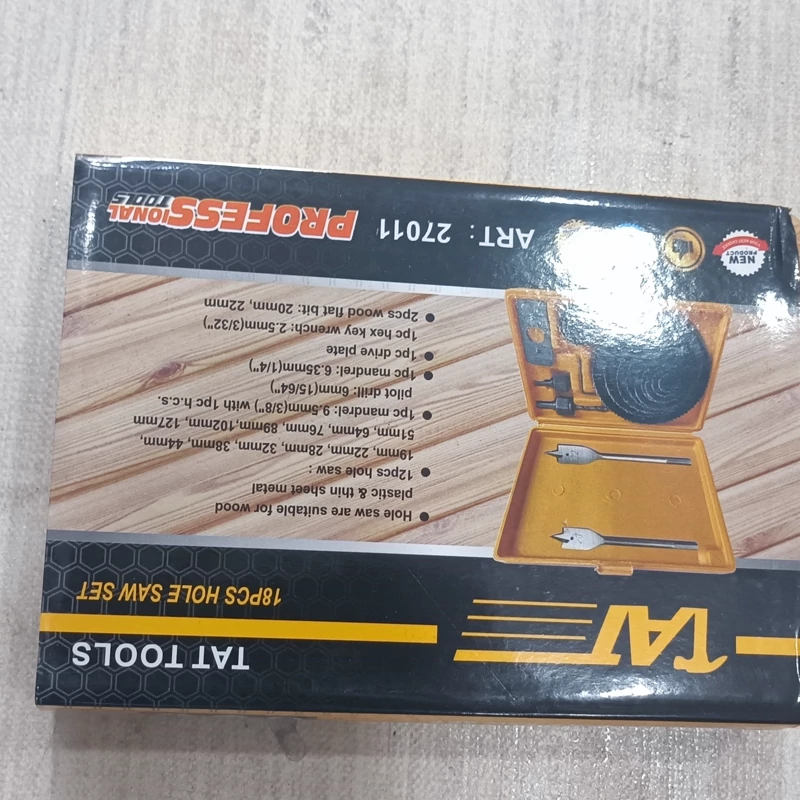 TAT
TAT TOOLS
18PCS HOLE SAW SET
● Hole saw are suitable for wood
plastic & thin sheet metal
● 12pcs hole saw :
19mm, 22mm, 28mm, 32mm, 38mm, 44mm,
51mm, 64mm, 76mm, 89mm, 102mm, 127mm
● 1pc mandrel: 9.5mm(3/8") with 1pc h.c.s.
pilot drill: 6mm(15/64")
● 1pc mandrel: 6.35mm(1/4")
● 1pc drive plate
1pc hex key wrench: 2.5mm(3/32")
● 2pcs wood flat bit: 20mm, 22mm
NEW
PRODUCT
ART: 27011
PROFESSIONAL
TOOLS